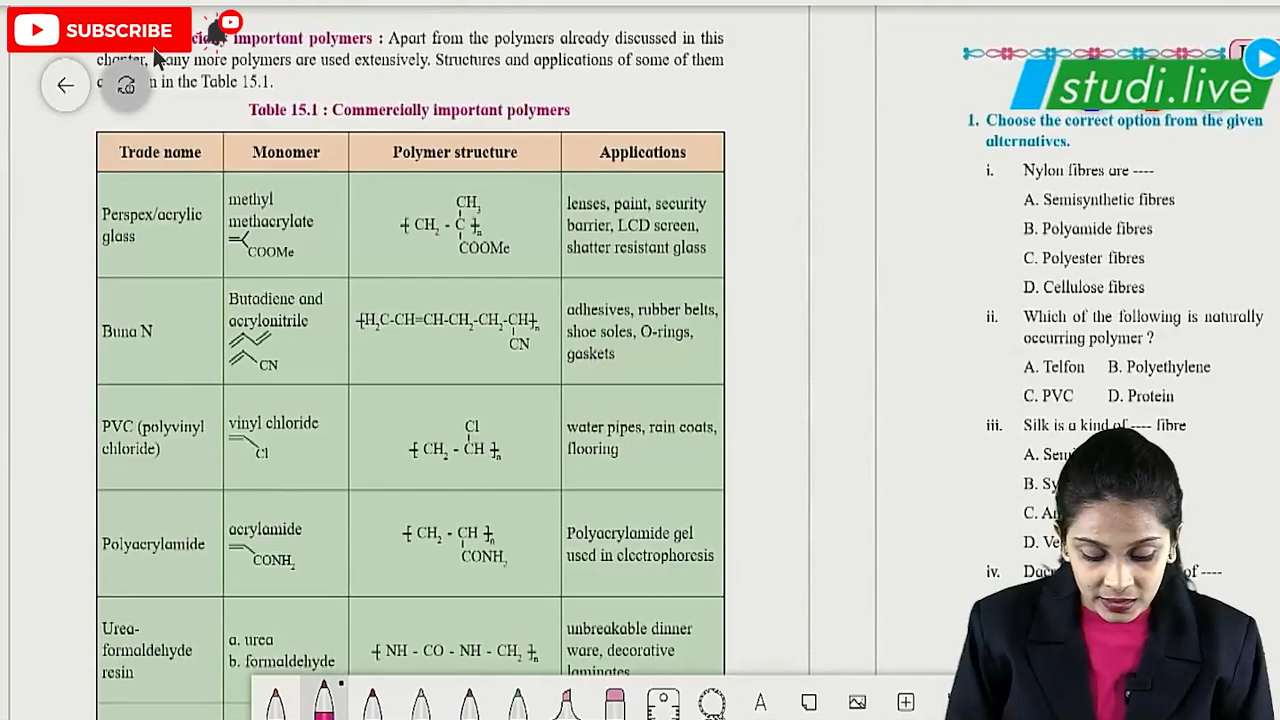 SUBSCRIBE
important polymers : Apart from the polymers already discussed in this
many more polymers are used extensively. Structures and applications of some of them
in the Table 15.1.
Table 15.1 : Commercially important polymers
Trade name Monomer Polymer structure Applications
Perspex/acrylic
glass
methyl
methacrylate
COOMe
CH3
[ CH2 - C ]n
COOMe
lenses, paint, security
barrier, LCD screen,
shatter resistant glass
Buna N
Butadiene and
acrylonitrile
CN
[H2C-CH=CH-CH2-CH2-CH]n
CN
adhesives, rubber belts,
shoe soles, O-rings,
gaskets
PVC (polyvinyl
chloride)
vinyl chloride
Cl
Cl
[ CH2 - CH ]n
water pipes, rain coats,
flooring
Polyacrylamide
acrylamide
CONH2
[ CH2 - CH ]n
CONH2
Polyacrylamide gel
used in electrophoresis
Urea-
formaldehyde
resin
a. urea
b. formaldehyde
[ NH - CO - NH - CH2 ]n
unbreakable dinner
ware, decorative
laminates
studi.live
1. Choose the correct option from the given
alternatives.
i. Nylon fibres are ----
A. Semisynthetic fibres
B. Polyamide fibres
C. Polyester fibres
D. Cellulose fibres
ii. Which of the following is naturally
occurring polymer ?
A. Telfon B. Polyethylene
C. PVC D. Protein
iii. Silk is a kind of ---- fibre
A.
B.
C.
D.
iv. of ----
A